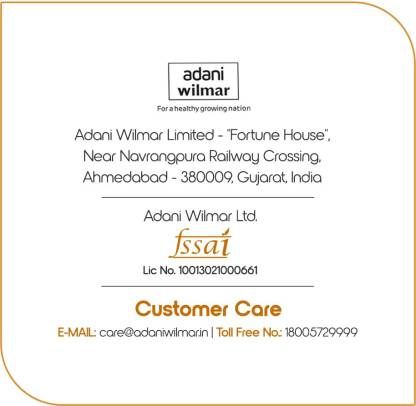 adani
wilmar
For a healthy growing nation
Adani Wilmar Limited - "Fortune House",
Near Navrangpura Railway Crossing,
Ahmedabad - 380009, Gujarat, India
Adani Wilmar Ltd.
fssai
Lic No. 10013021000661
Customer Care
E-MAIL: care@adaniwilmar.in | Toll Free No.: 18005729999